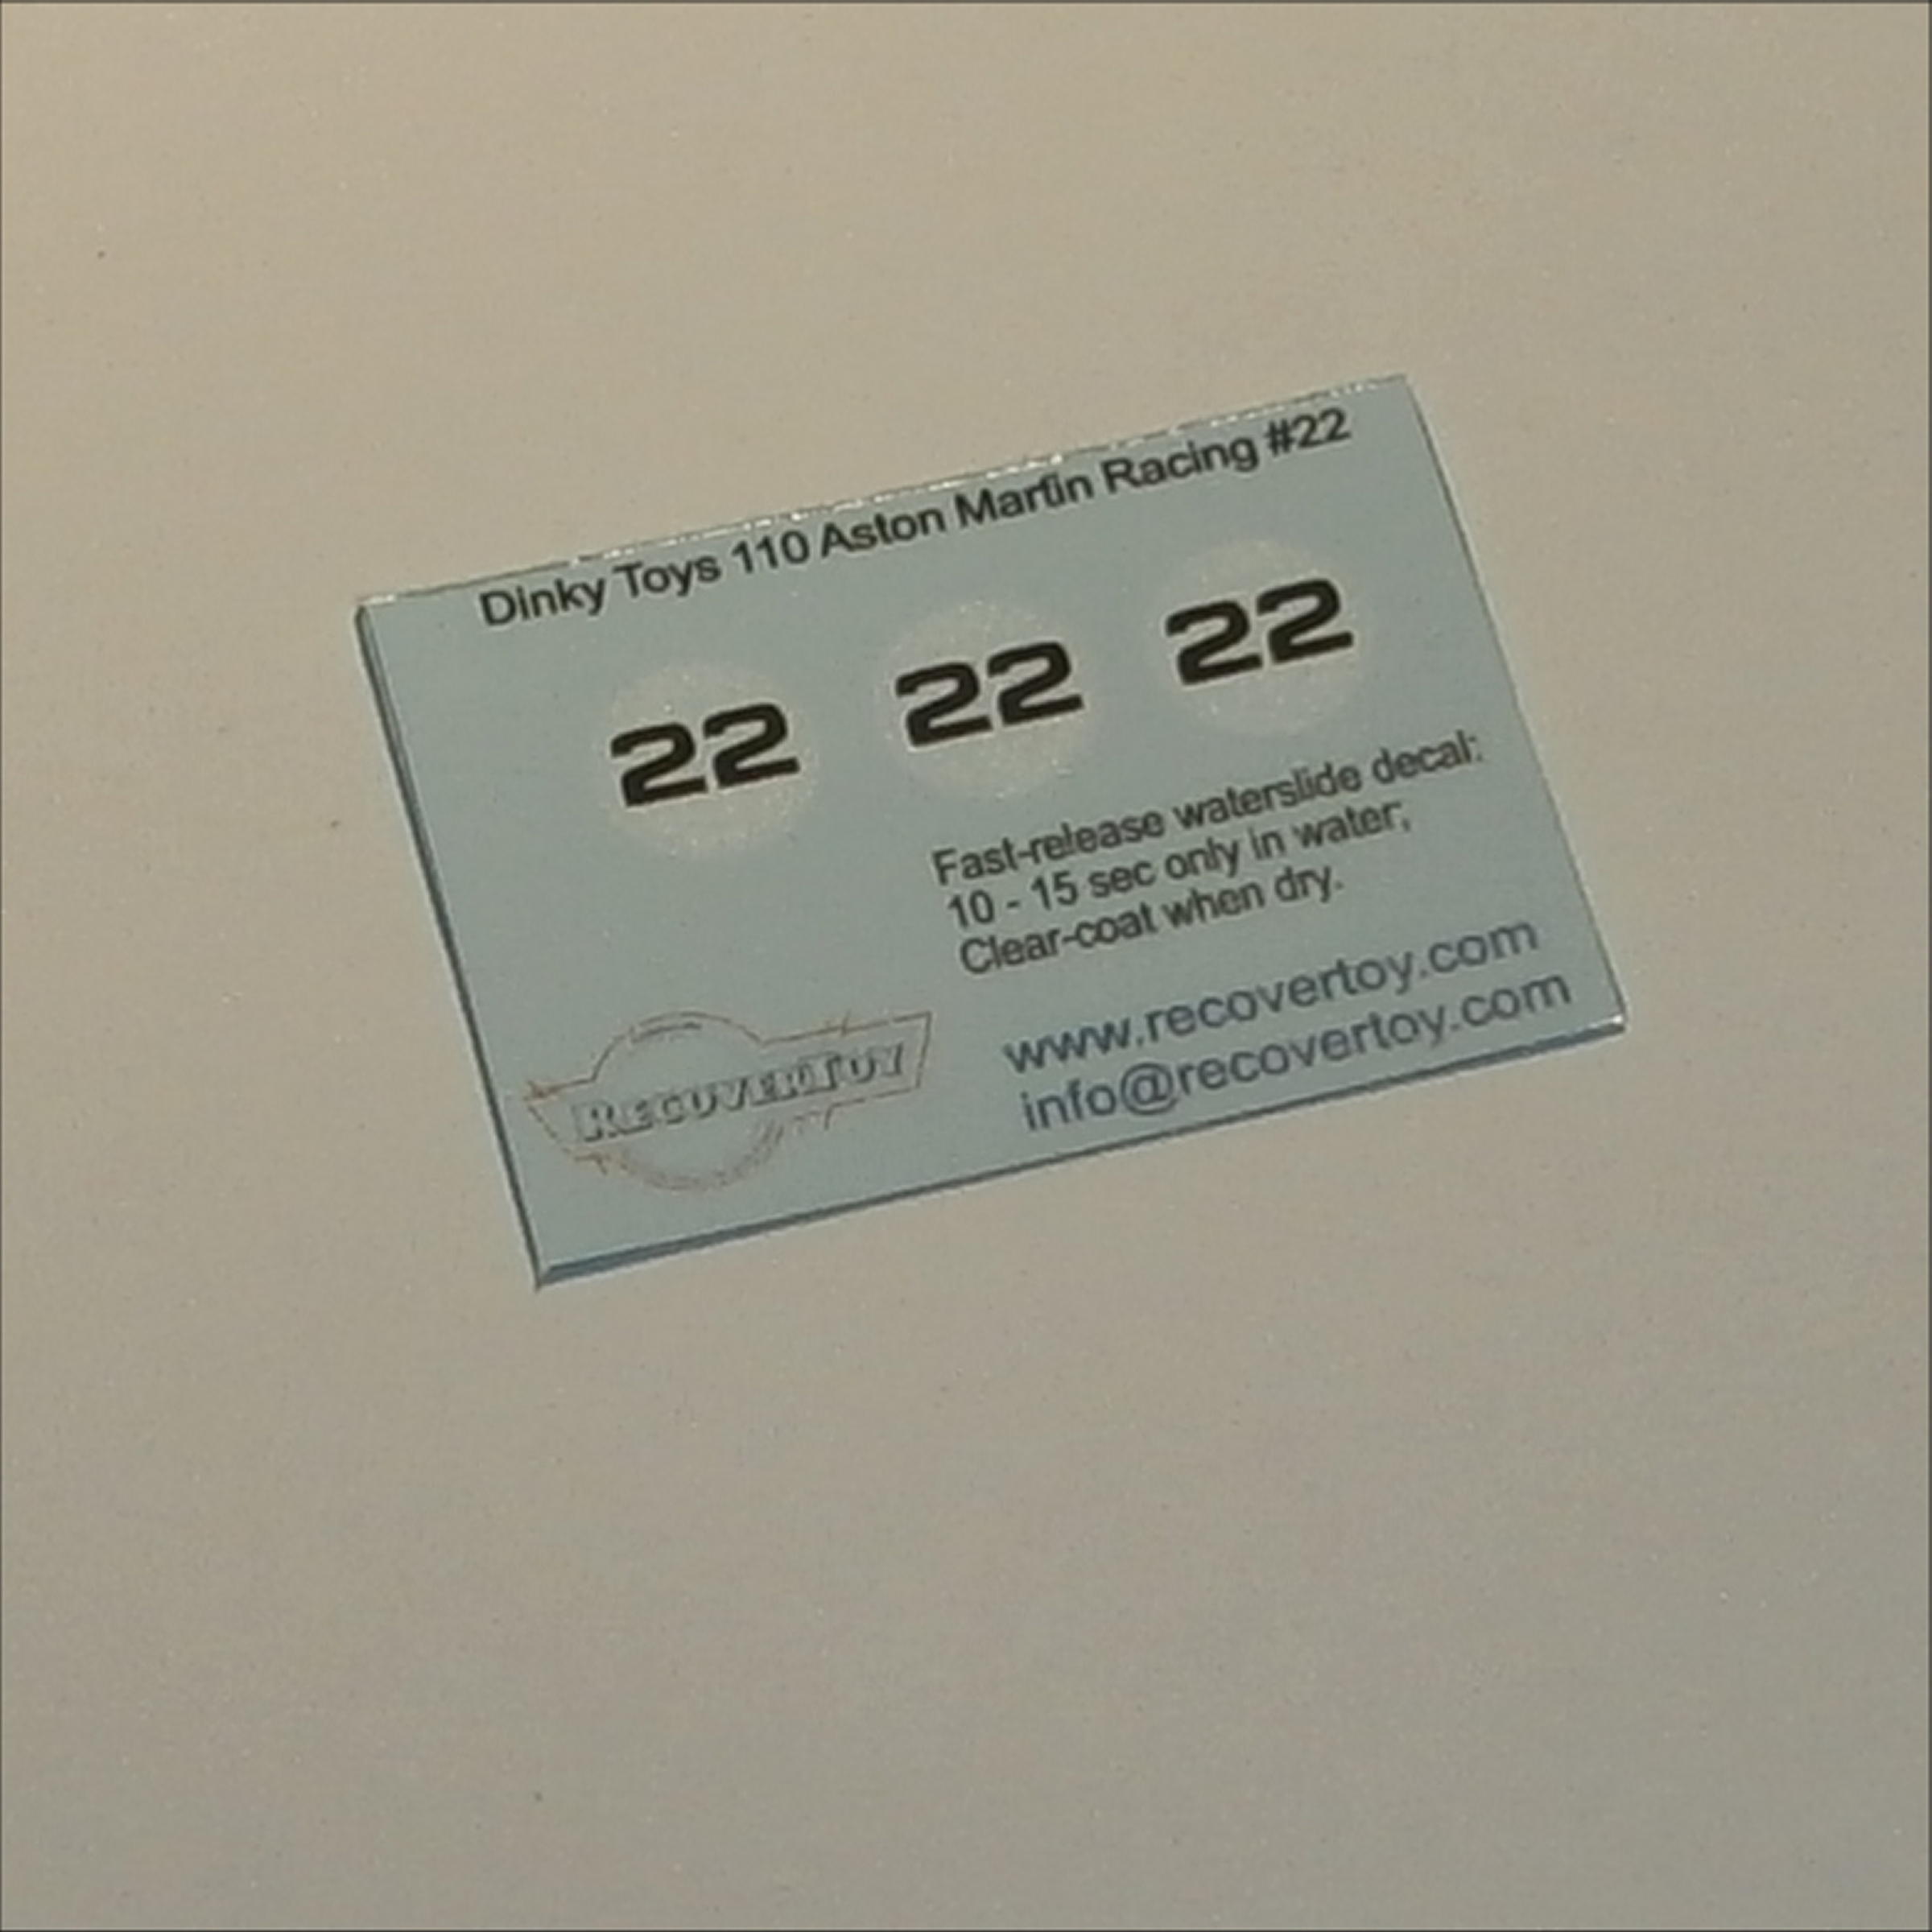 Dinky Toys 110 Aston Martin Racing #22
22 22 22
Fast-release waterslide decal:
10 - 15 sec only in water;
Clear-coat when dry.
RECOVERTOY
www.recovertoy.com
info@recovertoy.com